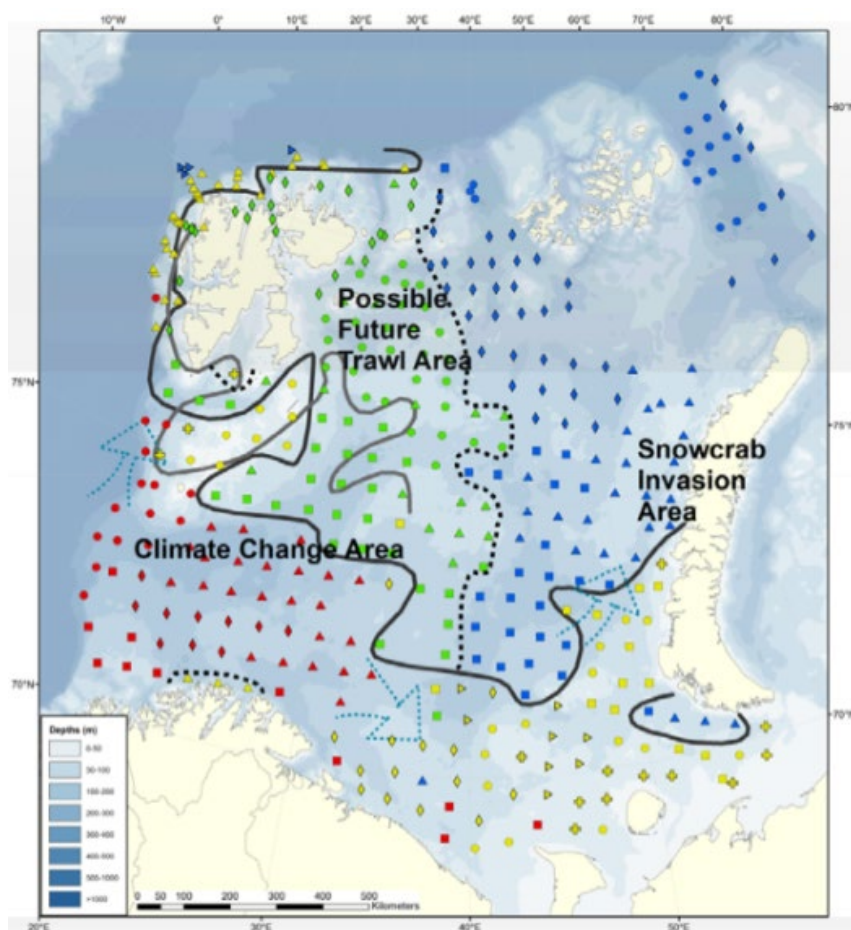 10°W 0° 10°E 20°E 30°E 40°E 50°E 60°E 70°E 80°E
80°N
Possible
Future
Trawl Area
75°N 75°N
Snowcrab
Invasion
Area
Climate Change Area
70°N 70°N
Depths (m)
0-50
50-100
100-200
200-300
300-400
400-500
500-1000
>1000
0 50 100 200 300 400 500
Kilometers
20°E 30°E 40°E 50°E